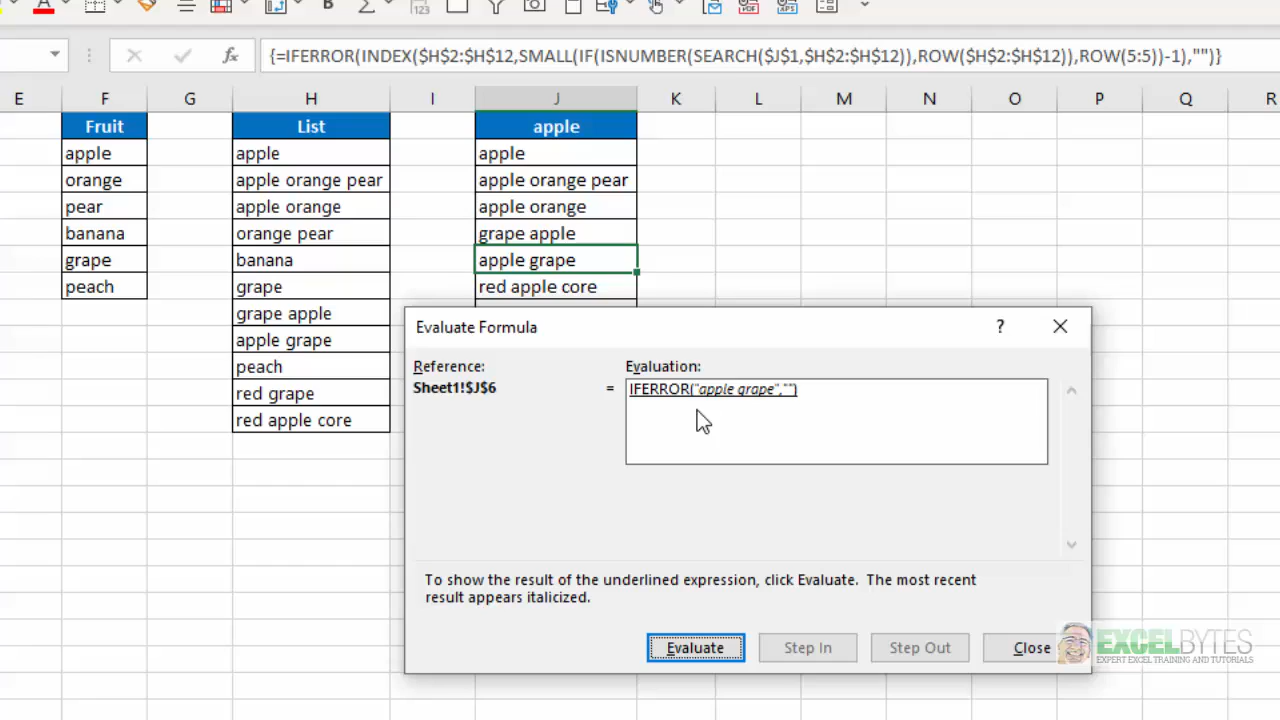 {=IFERROR(INDEX($H$2:$H$12,SMALL(IF(ISNUMBER(SEARCH($J$1,$H$2:$H$12)),ROW($H$2:$H$12)),ROW(5:5))-1),"")}
E F G H I J K L M N O P Q R
Fruit List apple
apple apple apple
orange apple orange pear apple orange pear
pear apple orange apple orange
banana orange pear grape apple
grape banana apple grape
peach grape red apple core
grape apple
apple grape
peach
red grape
red apple core
Evaluate Formula
Reference: Evaluation:
Sheet1!$J$6 = IFERROR("apple grape","")
To show the result of the underlined expression, click Evaluate. The most recent
result appears italicized.
Evaluate Step In Step Out Close
EXCELBYTES
EXPERT EXCEL TRAINING AND TUTORIALS